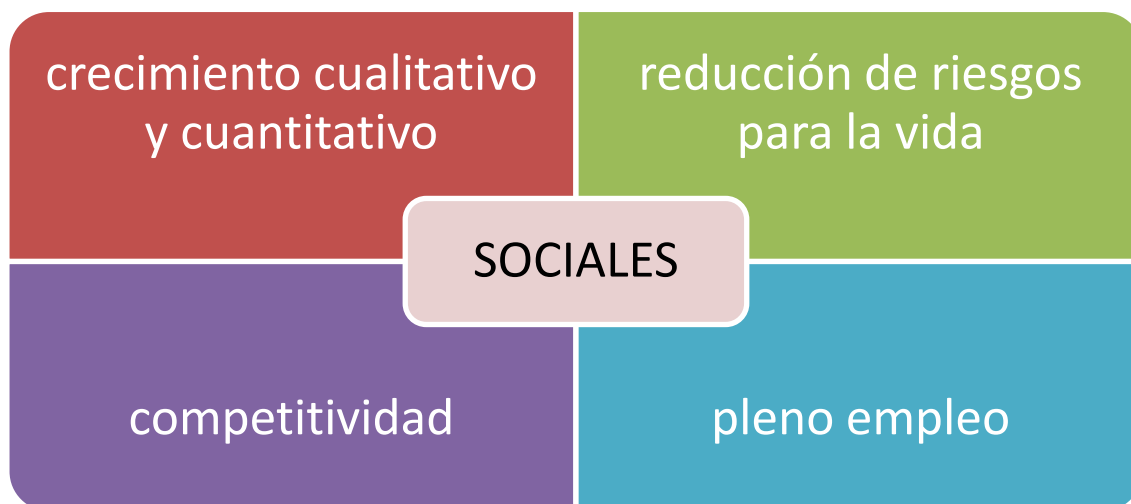 crecimiento cualitativo
y cuantitativo
reducción de riesgos
para la vida
SOCIALES
competitividad
pleno empleo